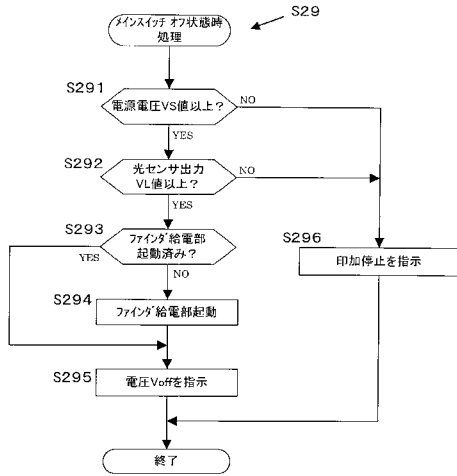 S29
メインスイッチ オフ状態時
処理
S291
電源電圧VS値以上?
NO
YES
S292
光センサ出力
VL値以上?
NO
YES
S293
ファインダ給電部
起動済み?
YES
NO
S296
印加停止を指示
S294
ファインダ給電部起動
S295
電圧Voffを指示
終了